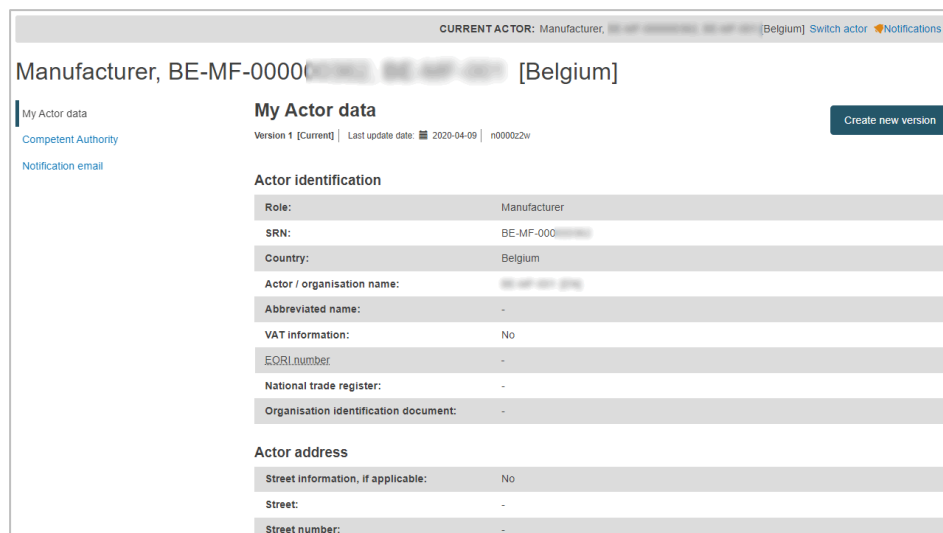 CURRENT ACTOR: Manufacturer, [Belgium] Switch actor Notifications
Manufacturer, BE-MF-0000 [Belgium]
My Actor data
Competent Authority
Notification email
My Actor data
Create new version
Version 1 [Current] Last update date: 2020-04-09 n0000z2w
Actor identification
Role: Manufacturer
SRN: BE-MF-000
Country: Belgium
Actor / organisation name:
Abbreviated name: -
VAT information: No
EORI number -
National trade register: -
Organisation identification document: -
Actor address
Street information, if applicable: No
Street: -
Street number: -